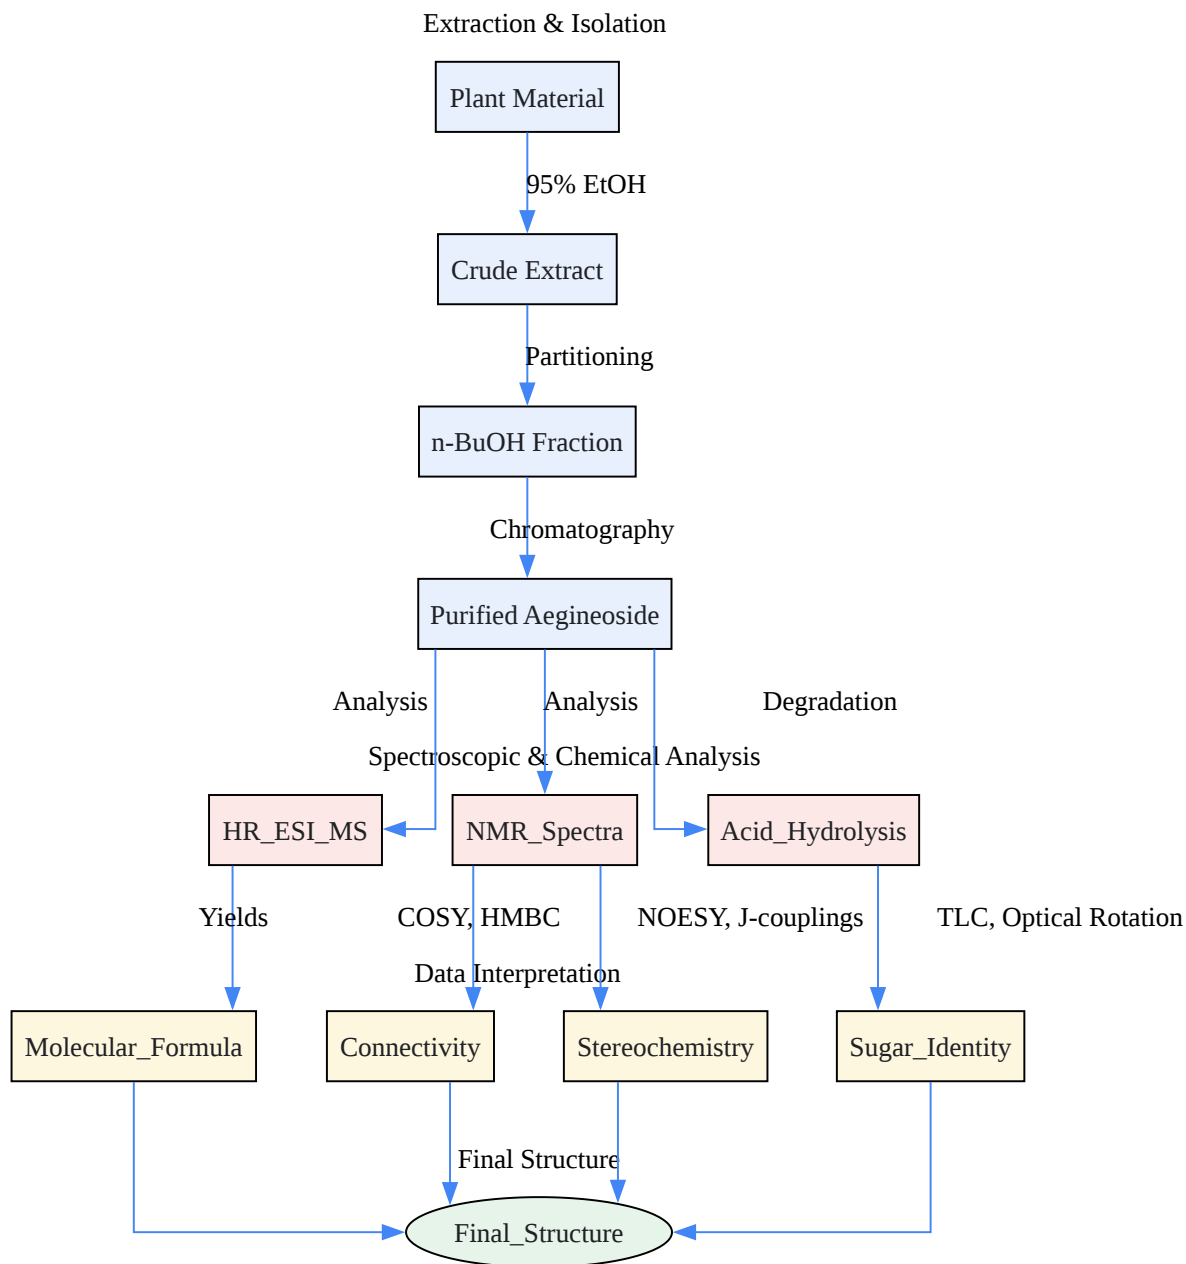 Extraction & Isolation
Plant Material
95% EtOH
Crude Extract
Partitioning
n-BuOH Fraction
Chromatography
Purified Aegineoside
Analysis
Analysis
Degradation
Spectroscopic & Chemical Analysis
HR_ESI_MS
NMR_Spectra
Acid_Hydrolysis
Yields
COSY, HMBC
NOESY, J-couplings
TLC, Optical Rotation
Data Interpretation
Molecular_Formula
Connectivity
Stereochemistry
Sugar_Identity
Final Structure
Final_Structure